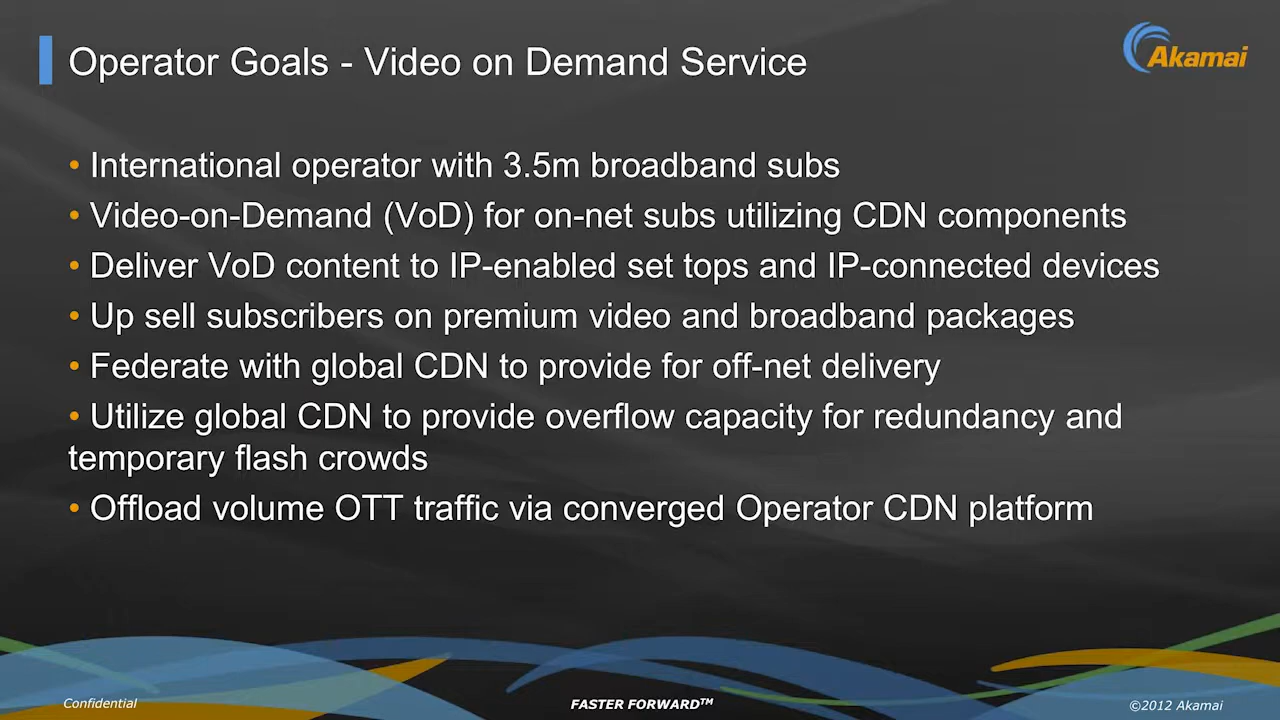 Operator Goals - Video on Demand Service
Akamai
• International operator with 3.5m broadband subs
• Video-on-Demand (VoD) for on-net subs utilizing CDN components
• Deliver VoD content to IP-enabled set tops and IP-connected devices
• Up sell subscribers on premium video and broadband packages
• Federate with global CDN to provide for off-net delivery
• Utilize global CDN to provide overflow capacity for redundancy and
temporary flash crowds
• Offload volume OTT traffic via converged Operator CDN platform
Confidential
FASTER FORWARD™
©2012 Akamai